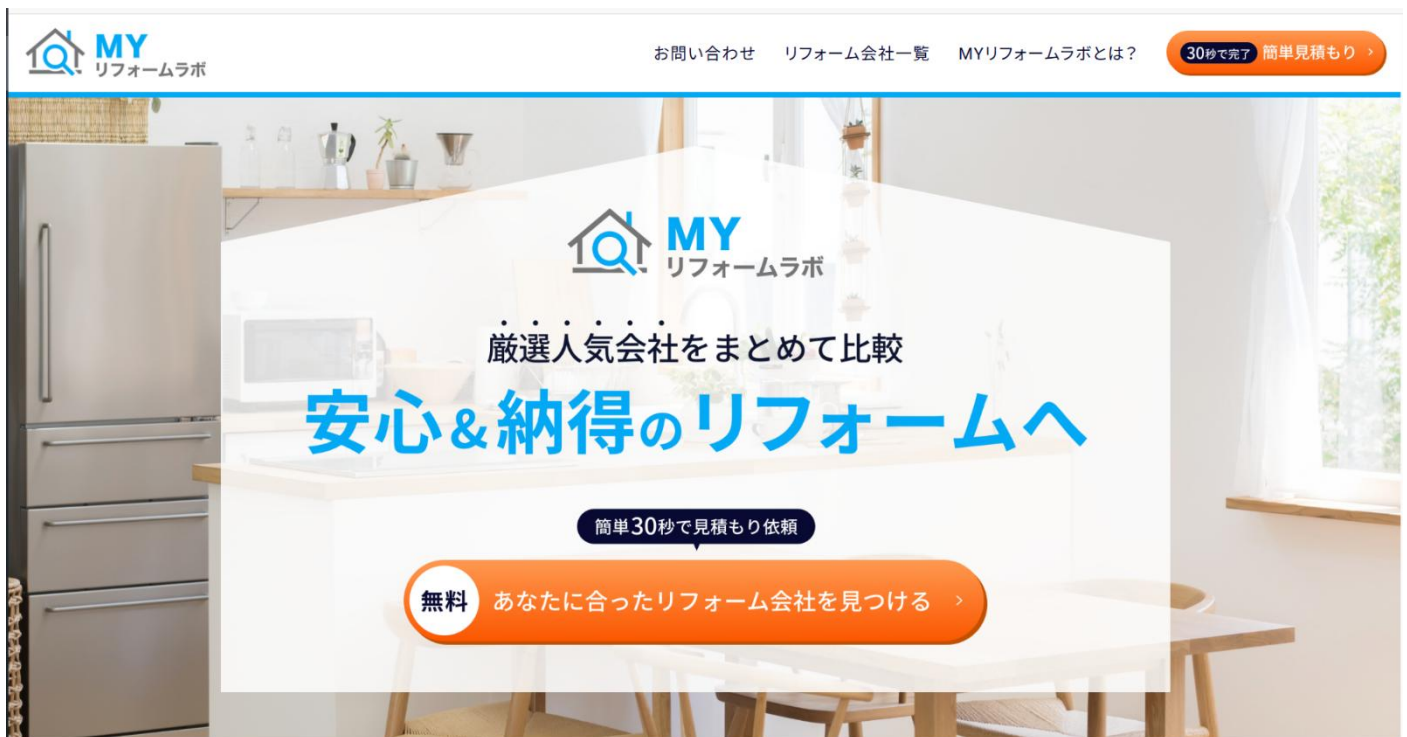 MY
リフォームラボ
お問い合わせ リフォーム会社一覧 MYリフォームラボとは？ 30秒で完了 簡単見積もり
MY
リフォームラボ
厳選人気会社をまとめて比較
安心&納得のリフォームへ
簡単30秒で見積もり依頼
無料 あなたに合ったリフォーム会社を見つける